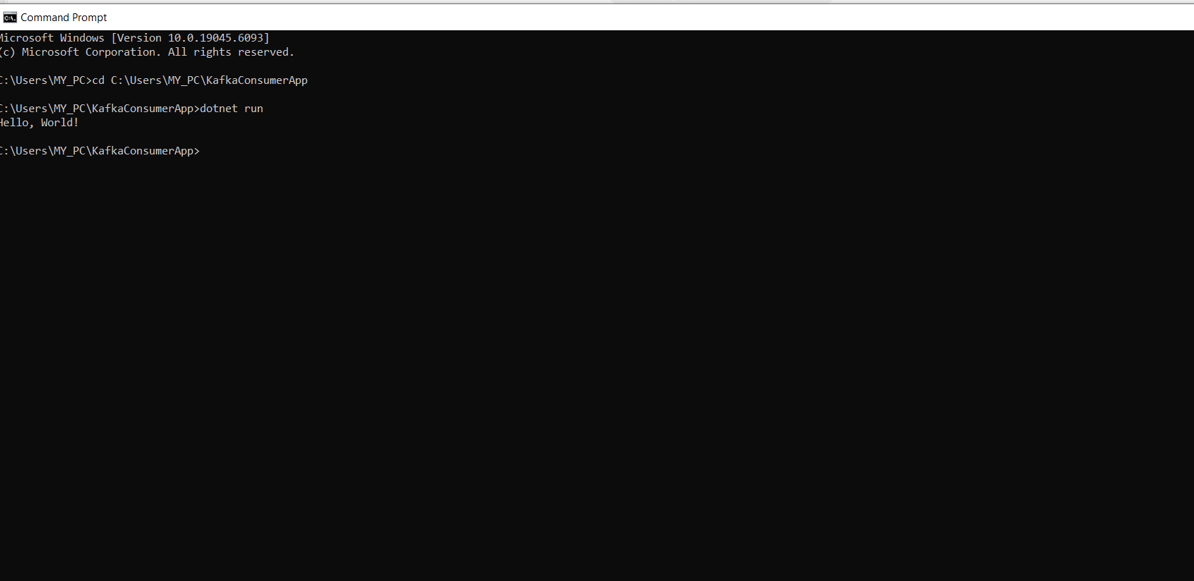 Command Prompt
Microsoft Windows [Version 10.0.19045.6093]
(c) Microsoft Corporation. All rights reserved.
C:\Users\MY_PC>cd C:\Users\MY_PC\KafkaConsumerApp
C:\Users\MY_PC\KafkaConsumerApp>dotnet run
Hello, World!
C:\Users\MY_PC\KafkaConsumerApp>